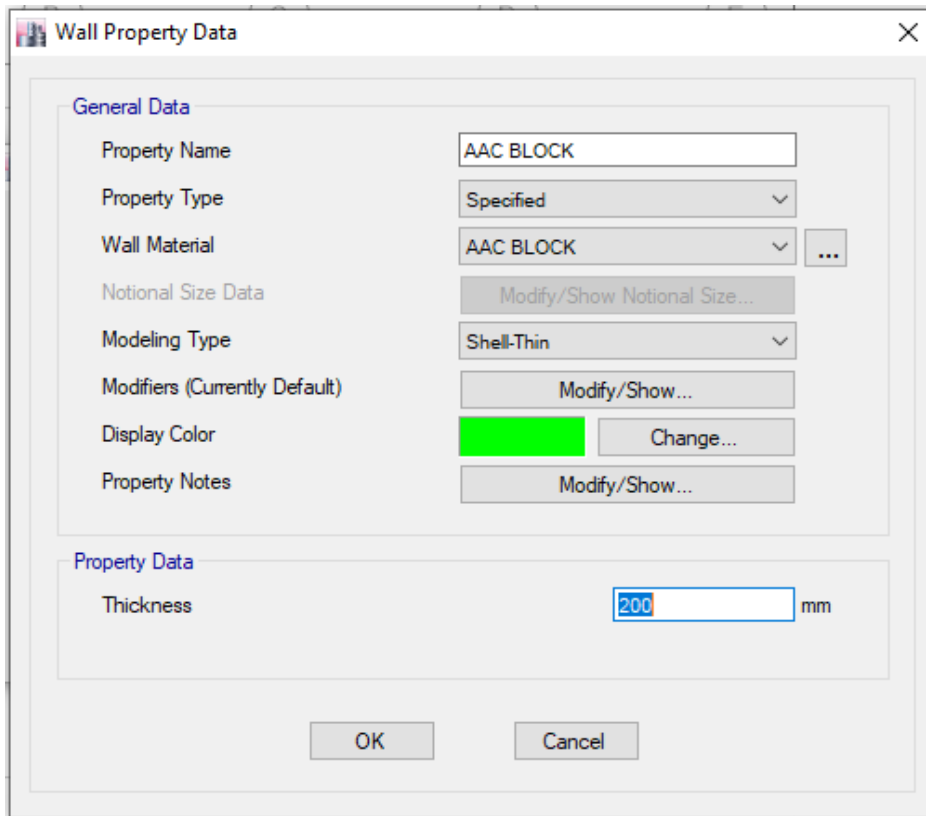 Wall Property Data
General Data
Property Name AAC BLOCK
Property Type Specified
Wall Material AAC BLOCK ...
Notional Size Data Modify/Show Notional Size...
Modeling Type Shell-Thin
Modifiers (Currently Default) Modify/Show...
Display Color Change...
Property Notes Modify/Show...
Property Data
Thickness 200 mm
OK Cancel